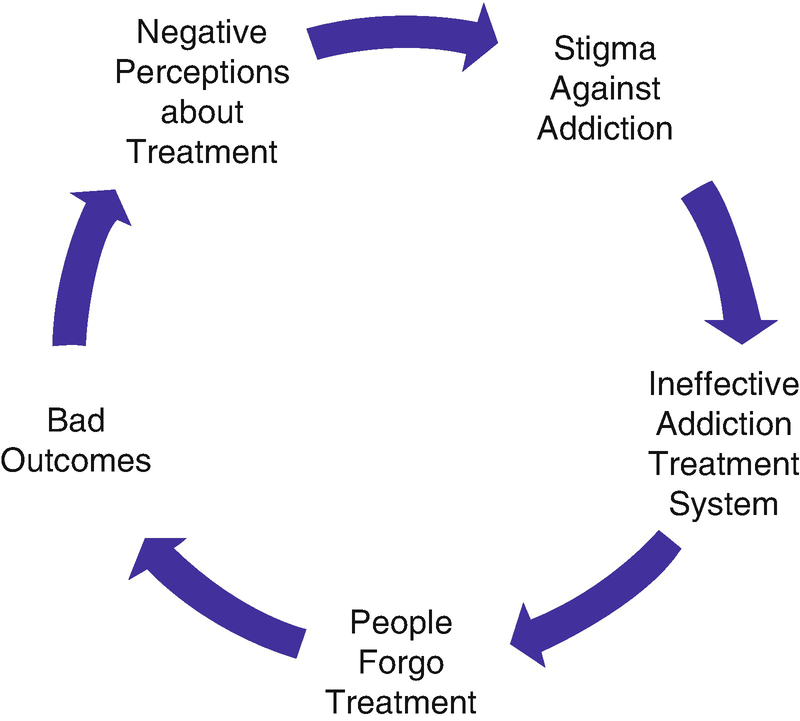 Negative
Perceptions
about
Treatment
Stigma
Against
Addiction
Ineffective
Addiction
Treatment
System
People
Forgo
Treatment
Bad
Outcomes